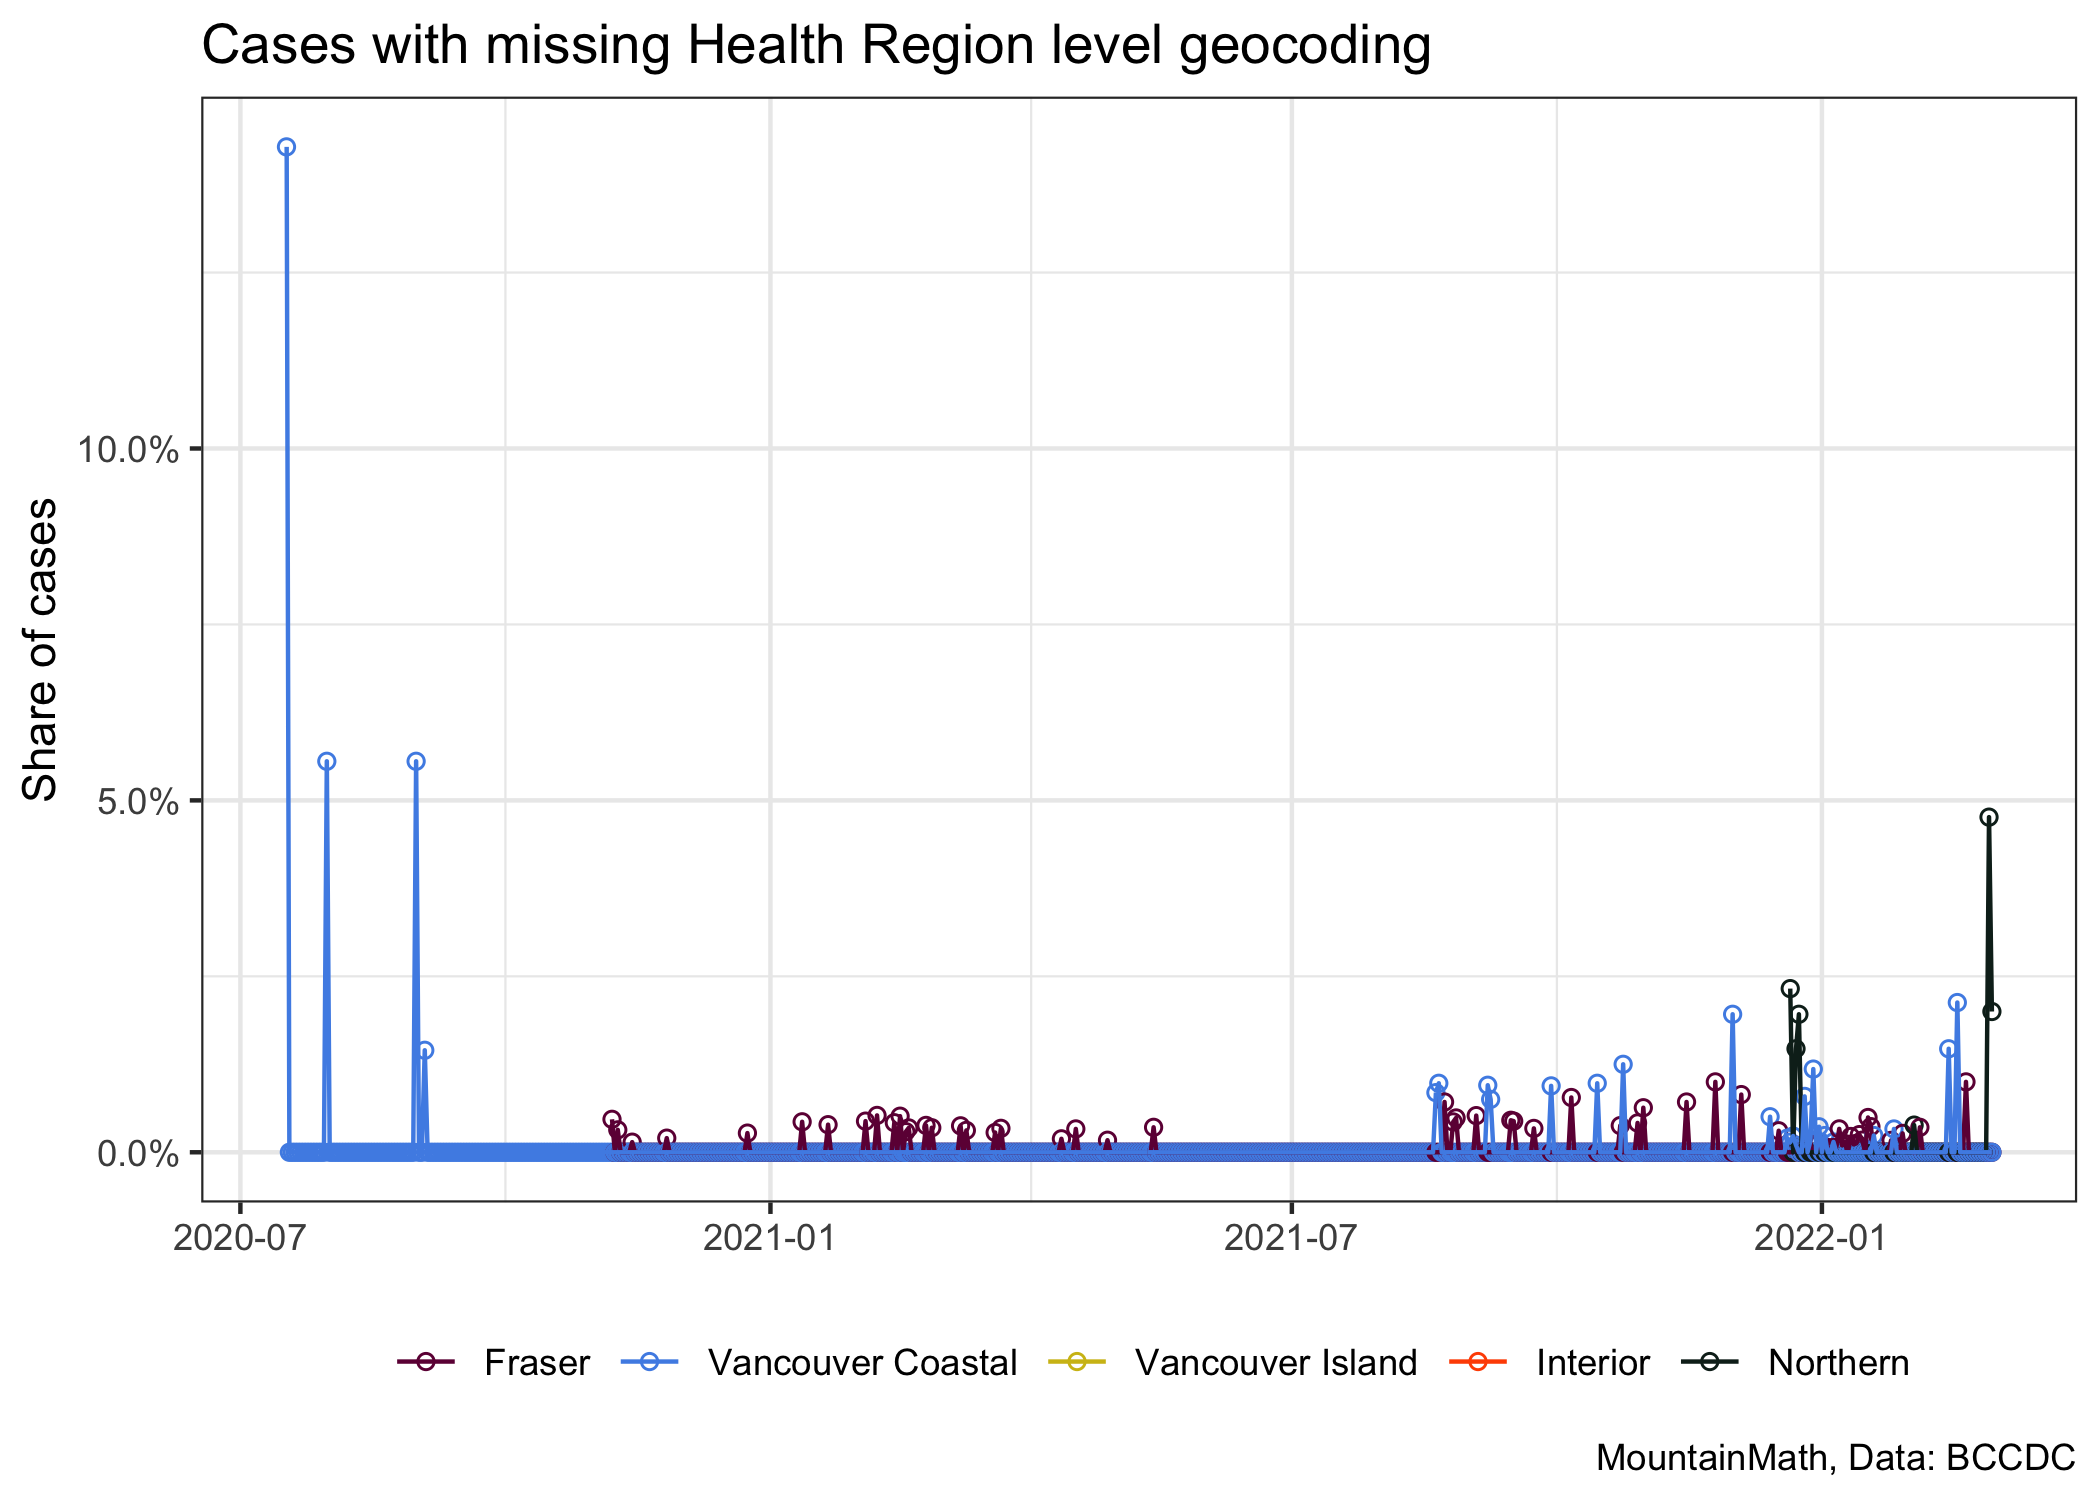 Cases with missing Health Region level geocoding
Share of cases
10.0%
5.0%
0.0%
2020-07 2021-01 2021-07 2022-01
Fraser Vancouver Coastal Vancouver Island Interior Northern
MountainMath, Data: BCCDC